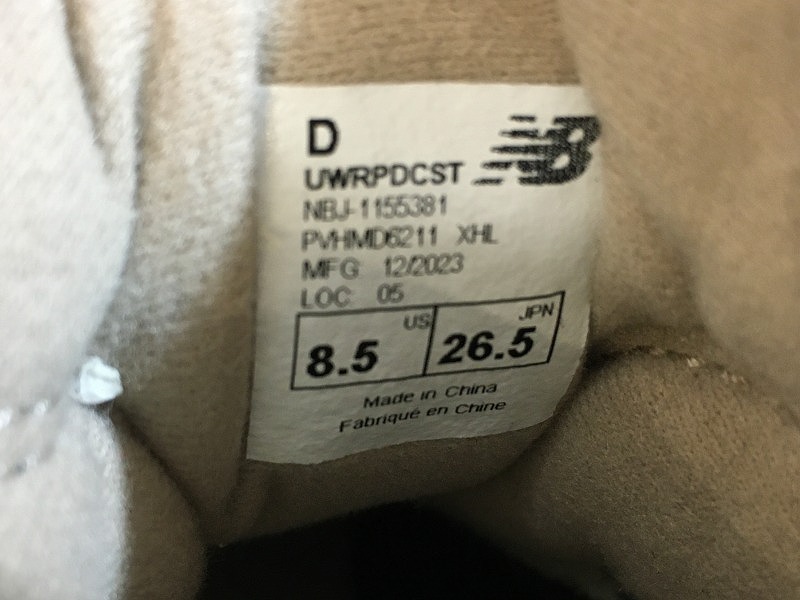 D
UWRPDCST
NBJ-1155381
PVHMD6211 XHL
MFG 12/2023
LOC 05
8.5 US 26.5 JPN
Made in China
Fabriqué en Chine